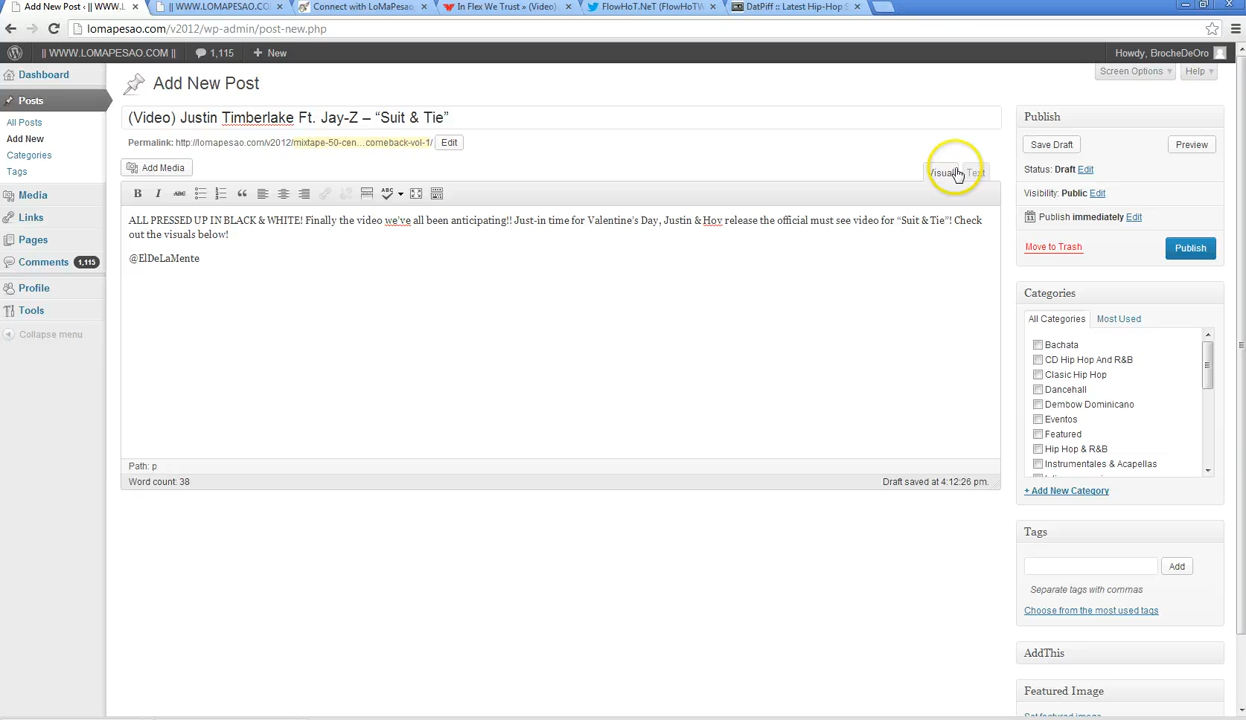 Add New Post ‹ || WWW.L
|| WWW.LOMAPESAO.COM
Connect with LoMaPesao.
In Flex We Trust » (Video)
FlowHoT.NeT (FlowHoTW
DatPiff :: Latest Hip-Hop S
lomapesao.com/v2012/wp-admin/post-new.php
|| WWW.LOMAPESAO.COM
1,115
+ New
Howdy, BrocheDeOro
Dashboard
Posts
All Posts
Add New
Categories
Tags
Media
Links
Pages
Comments 1,115
Profile
Tools
Collapse menu
Screen Options
Help
Add New Post
(Video) Justin Timberlake Ft. Jay-Z – “Suit & Tie”
Permalink: http://lomapesao.com/v2012/mixtape-50-cen...comeback-vol-1/ Edit
Add Media
Visual
Text
B I ABC
ABC
ALL PRESSED UP IN BLACK & WHITE! Finally the video we've all been anticipating!! Just-in time for Valentine's Day, Justin & Hov release the official must see video for “Suit & Tie”! Check
out the visuals below!
@ElDeLaMente
Path: p
Word count: 38
Draft saved at 4:12:26 pm.
Publish
Save Draft
Preview
Status: Draft Edit
Visibility: Public Edit
Publish immediately Edit
Move to Trash
Publish
Categories
All Categories
Most Used
Bachata
CD Hip Hop And R&B
Clasic Hip Hop
Dancehall
Dembow Dominicano
Eventos
Featured
Hip Hop & R&B
Instrumentales & Acapellas
+ Add New Category
Tags
Add
Separate tags with commas
Choose from the most used tags
AddThis
Featured Image
Set featured image